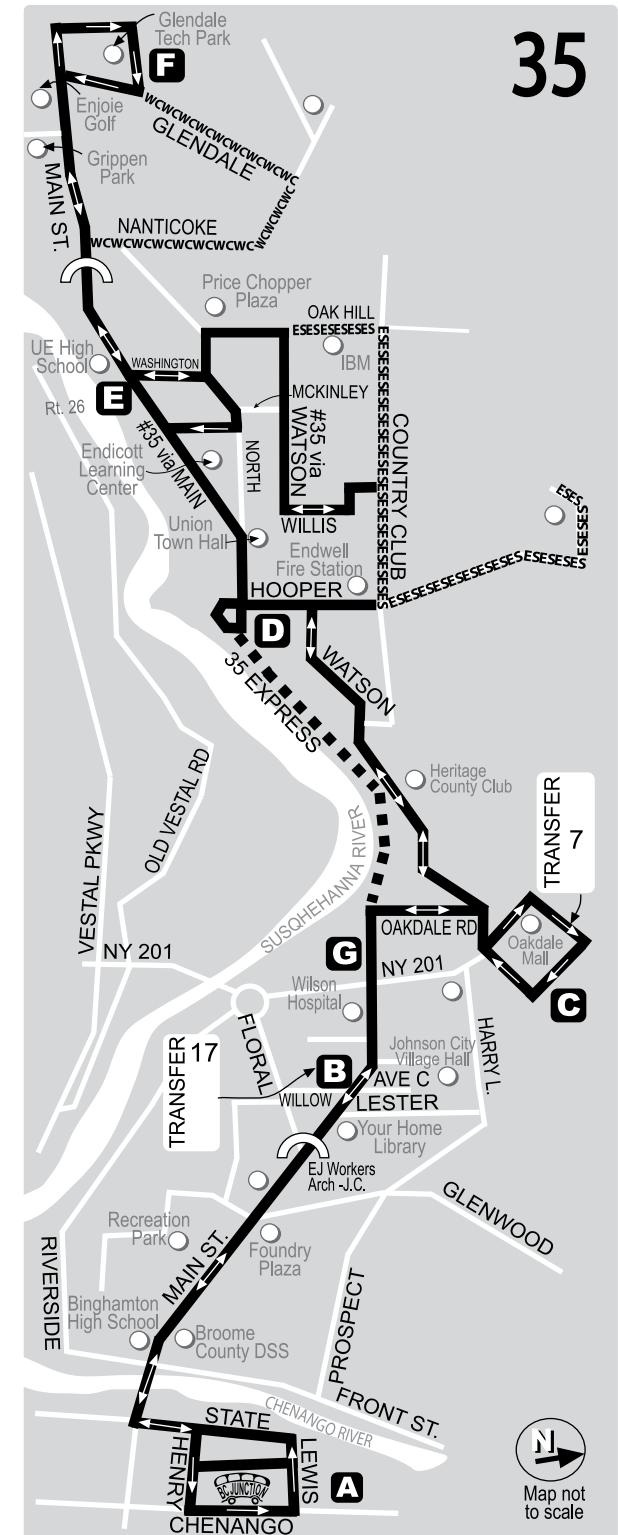 35
Glendale
Tech Park
F
Enjoie
Golf
WCWCWCWCWCWCWCWCWCWC
GLENDALE
WCWCWCWC
Grippen
Park
MAIN ST.
NANTICOKE
WCWCWCWCWCWCWCWC
Price Chopper
Plaza
OAK HILL
ESESESESESES
IBM
UE High
School
WASHINGTON
E
Rt. 26
MCKINLEY
#35 via/MAIN
#35 via
WATSON
COUNTRY CLUB
Endicott
Learning
Center
NORTH
Union
Town Hall
WILLIS
Endwell
Fire Station
HOOPER
D
35 EXPRESS
WATSON
Heritage
County Club
TRANSFER
7
OLD VESTAL RD
VESTAL PKWY
SUSQHEHANNA RIVER
OAKDALE RD
Oakdale
Mall
NY 201
G
NY 201
C
Wilson
Hospital
FLORAL
HARRY L.
TRANSFER
17
Johnson City
Village Hall
B
AVE C
WILLOW
LESTER
Your Home
Library
EJ Workers
Arch -J.C.
GLENWOOD
Recreation
Park
Foundry
Plaza
MAIN ST.
RIVERSIDE
Binghamton
High School
Broome
County DSS
PROSPECT
FRONT ST.
CHENANGO RIVER
STATE
HENRY
LEWIS
BC JUNCTION
A
CHENANGO
N
Map not
to scale